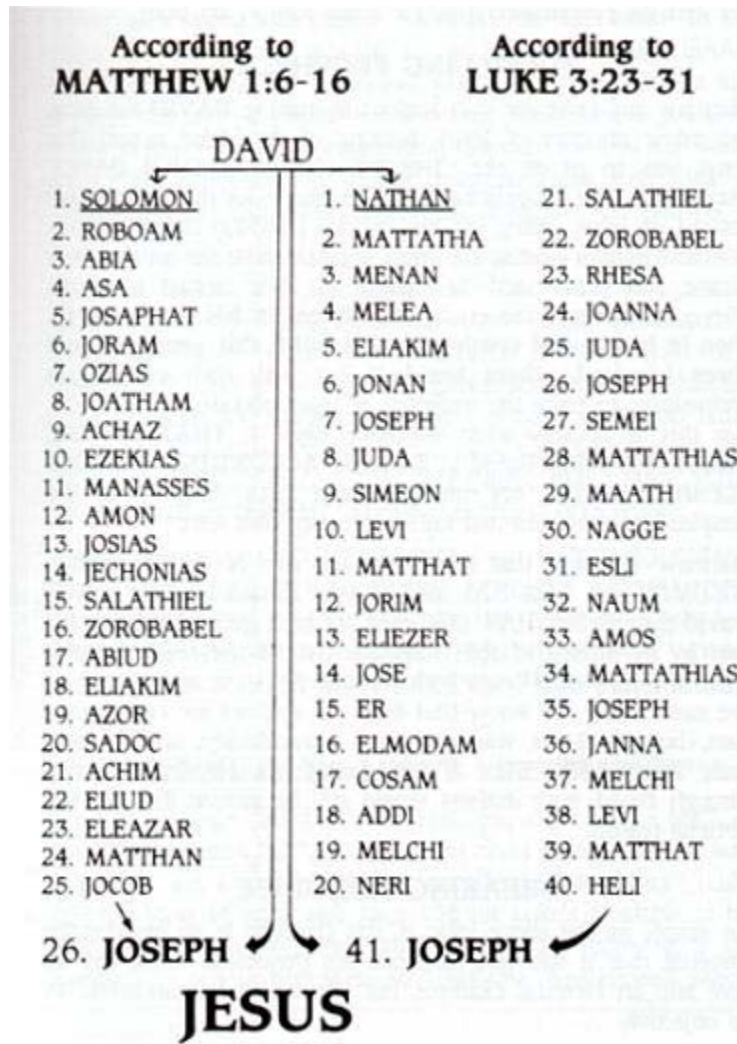 According to
MATTHEW 1:6-16
According to
LUKE 3:23-31
DAVID
1. SOLOMON
2. ROBOAM
3. ABIA
4. ASA
5. JOSAPHAT
6. JORAM
7. OZIAS
8. JOATHAM
9. ACHAZ
10. EZEKIAS
11. MANASSES
12. AMON
13. JOSIAS
14. JECHONIAS
15. SALATHIEL
16. ZOROBABEL
17. ABIUD
18. ELIAKIM
19. AZOR
20. SADOC
21. ACHIM
22. ELIUD
23. ELEAZAR
24. MATTHAN
25. JOCOB
26. JOSEPH
1. NATHAN
2. MATTATHA
3. MENAN
4. MELEA
5. ELIAKIM
6. JONAN
7. JOSEPH
8. JUDA
9. SIMEON
10. LEVI
11. MATTHAT
12. JORIM
13. ELIEZER
14. JOSE
15. ER
16. ELMODAM
17. COSAM
18. ADDI
19. MELCHI
20. NERI
21. SALATHIEL
22. ZOROBABEL
23. RHESA
24. JOANNA
25. JUDA
26. JOSEPH
27. SEMEI
28. MATTATHIAS
29. MAATH
30. NAGGE
31. ESLI
32. NAUM
33. AMOS
34. MATTATHIAS
35. JOSEPH
36. JANNA
37. MELCHI
38. LEVI
39. MATTHAT
40. HELI
41. JOSEPH
JESUS